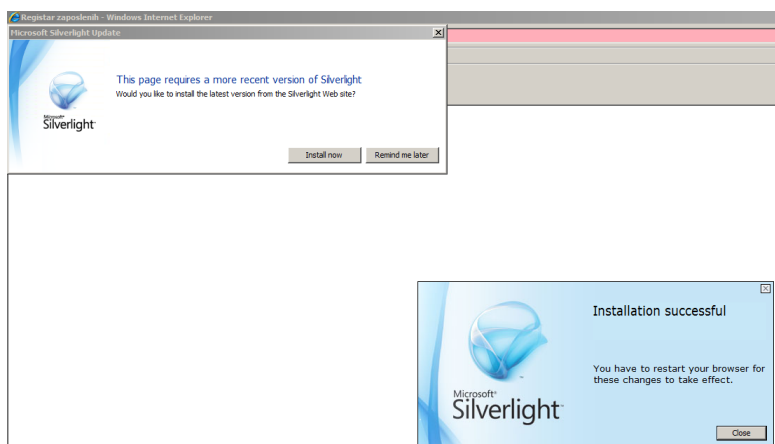 Registar zaposlenih - Windows Internet Explorer
Microsoft Silverlight Update
This page requires a more recent version of Silverlight
Would you like to install the latest version from the Silverlight Web site?
Microsoft®
Silverlight™
Install now
Remind me later
Installation successful
You have to restart your browser for
these changes to take effect.
Microsoft®
Silverlight™
Close